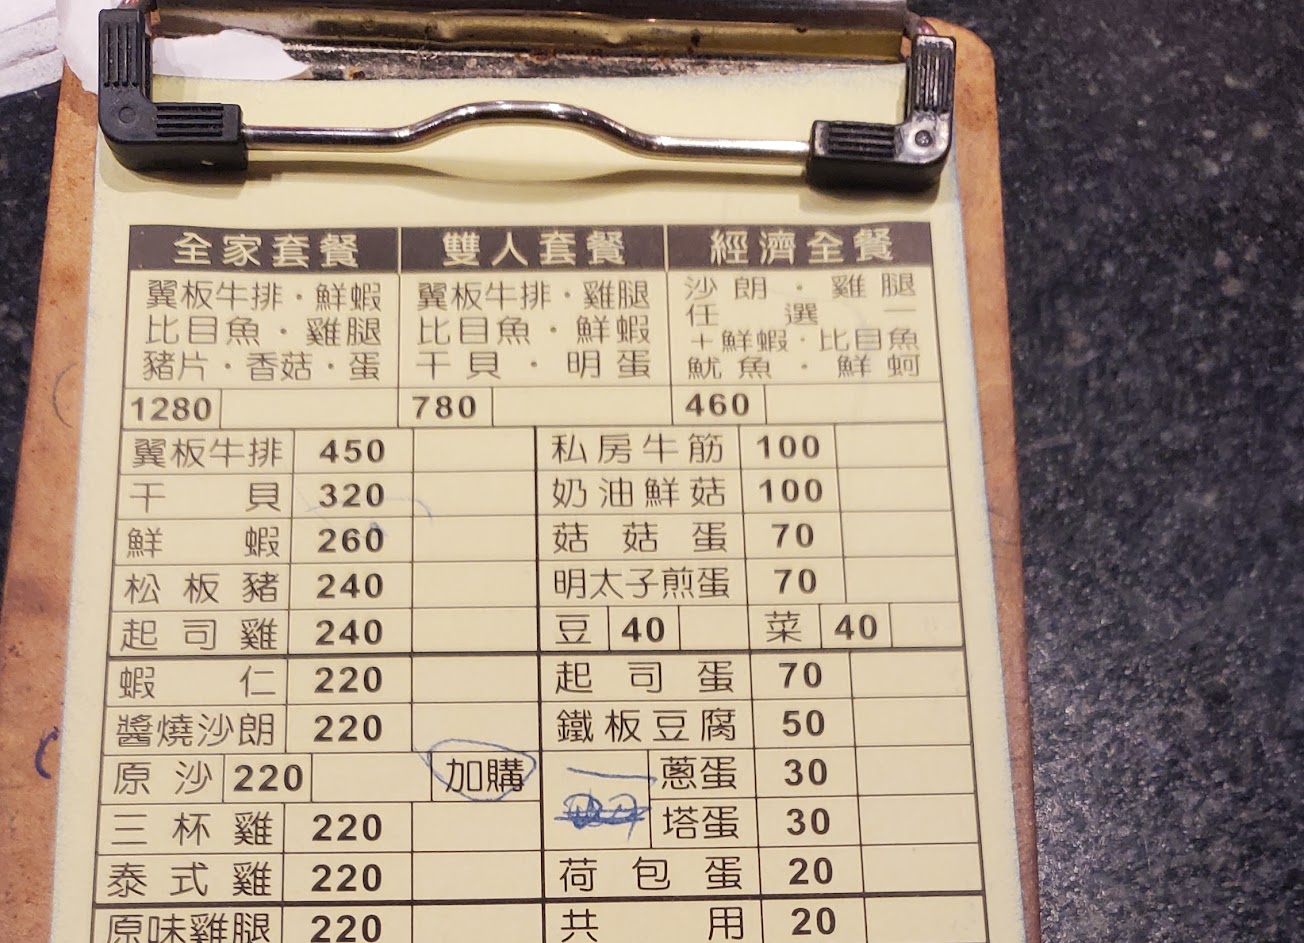 全家套餐 雙人套餐 經濟全餐
翼板牛排·鮮蝦 翼板牛排·雞腿 沙朗·雞腿
比目魚·雞腿 比目魚·鮮蝦 任選一
豬片·香菇·蛋 干貝·明蛋 +鮮蝦·比目魚
魷魚·鮮蚵
1280 780 460
翼板牛排 450 私房牛筋 100
干貝 320 奶油鮮菇 100
鮮蝦 260 菇菇蛋 70
松板豬 240 明太子煎蛋 70
起司雞 240 豆 40 菜 40
蝦仁 220 起司蛋 70
醬燒沙朗 220 鐵板豆腐 50
原沙 220 加購 蔥蛋 30
三杯雞 220 塔蛋 30
泰式雞 220 荷包蛋 20
原味雞腿 220 共用 20